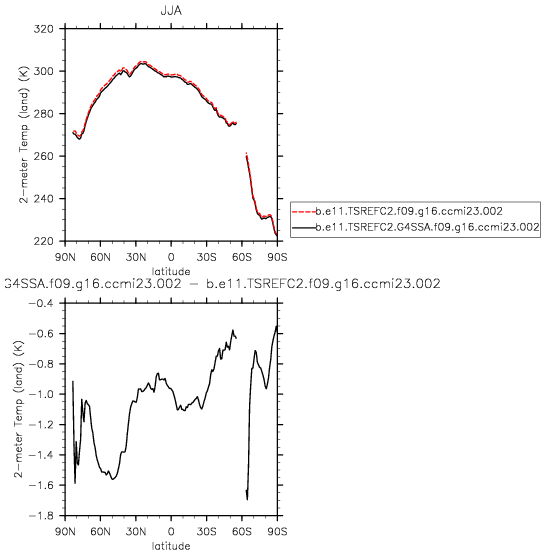 JJA
320
300
280
260
240
220
2-meter Temp (land) (K)
90N 60N 30N 0 30S 60S 90S
latitude
b.e11.TSREFC2.f09.g16.ccmi23.002
b.e11.TSREFC2.G4SSA.f09.g16.ccmi23.002
G4SSA.f09.g16.ccmi23.002 - b.e11.TSREFC2.f09.g16.ccmi23.002
-0.4
-0.6
-0.8
-1.0
-1.2
-1.4
-1.6
-1.8
2-meter Temp (land) (K)
90N 60N 30N 0 30S 60S 90S
latitude